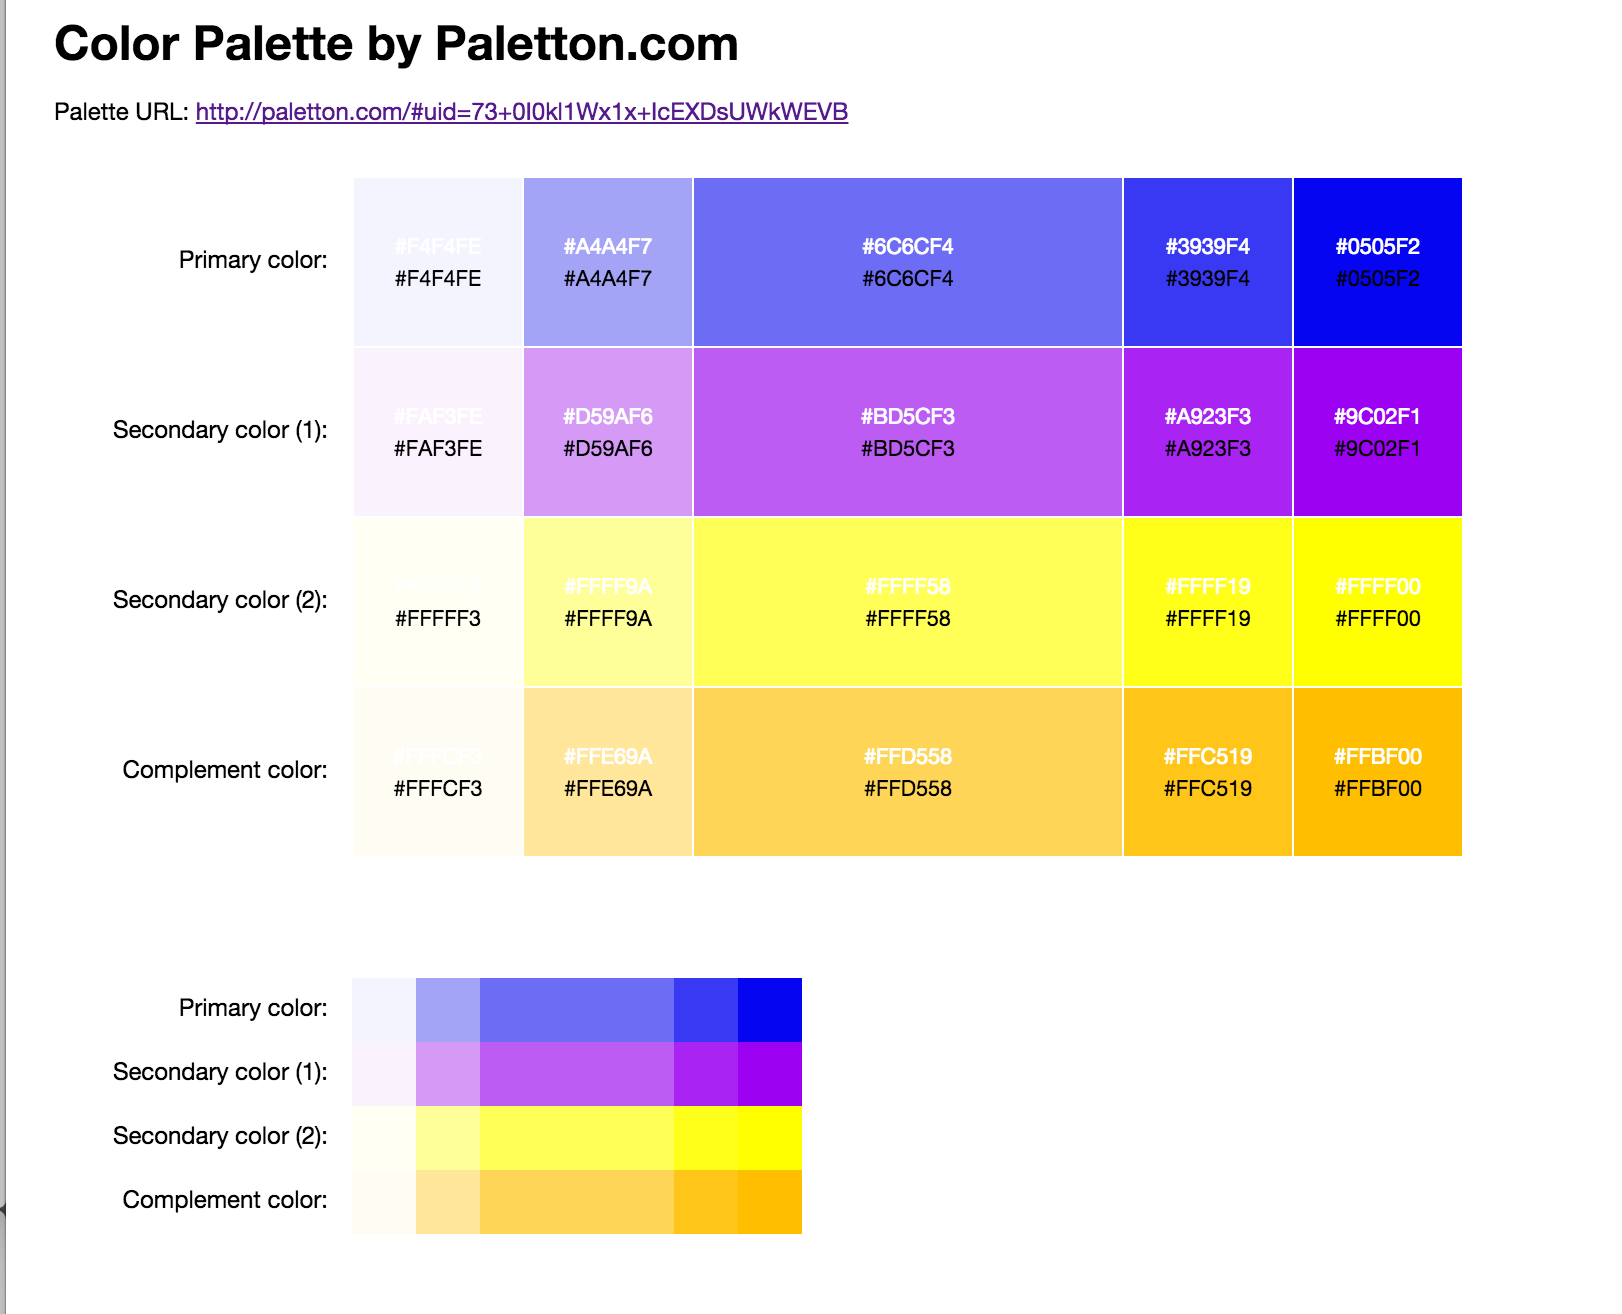 Color Palette by Paletton.com
Palette URL: http://paletton.com/#uid=73+0I0kl1Wx1x+IcEXDsUWkWEVB
Primary color:
#F4F4FE #A4A4F7 #6C6CF4 #3939F4 #0505F2
#F4F4FE #A4A4F7 #6C6CF4 #3939F4 #0505F2
Secondary color (1):
#FAF3FE #D59AF6 #BD5CF3 #A923F3 #9C02F1
#FAF3FE #D59AF6 #BD5CF3 #A923F3 #9C02F1
Secondary color (2):
#FFFF9A #FFFF58 #FFFF19 #FFFF00
#FFFFF3 #FFFF9A #FFFF58 #FFFF19 #FFFF00
Complement color:
#FFFCF3 #FFE69A #FFD558 #FFC519 #FFBF00
#FFFCF3 #FFE69A #FFD558 #FFC519 #FFBF00
Primary color:
Secondary color (1):
Secondary color (2):
Complement color: